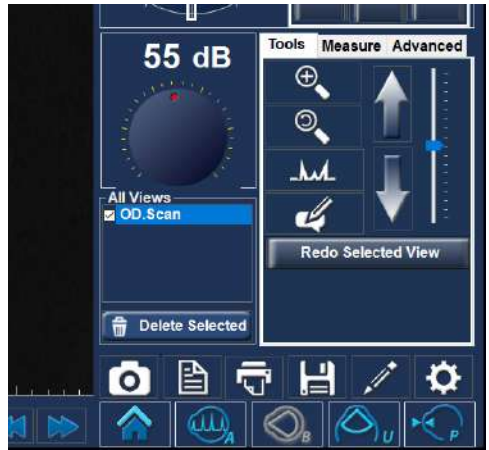 55 dB
Tools Measure Advanced
All Views
OD.Scan
Redo Selected View
Delete Selected
A
B
U
P